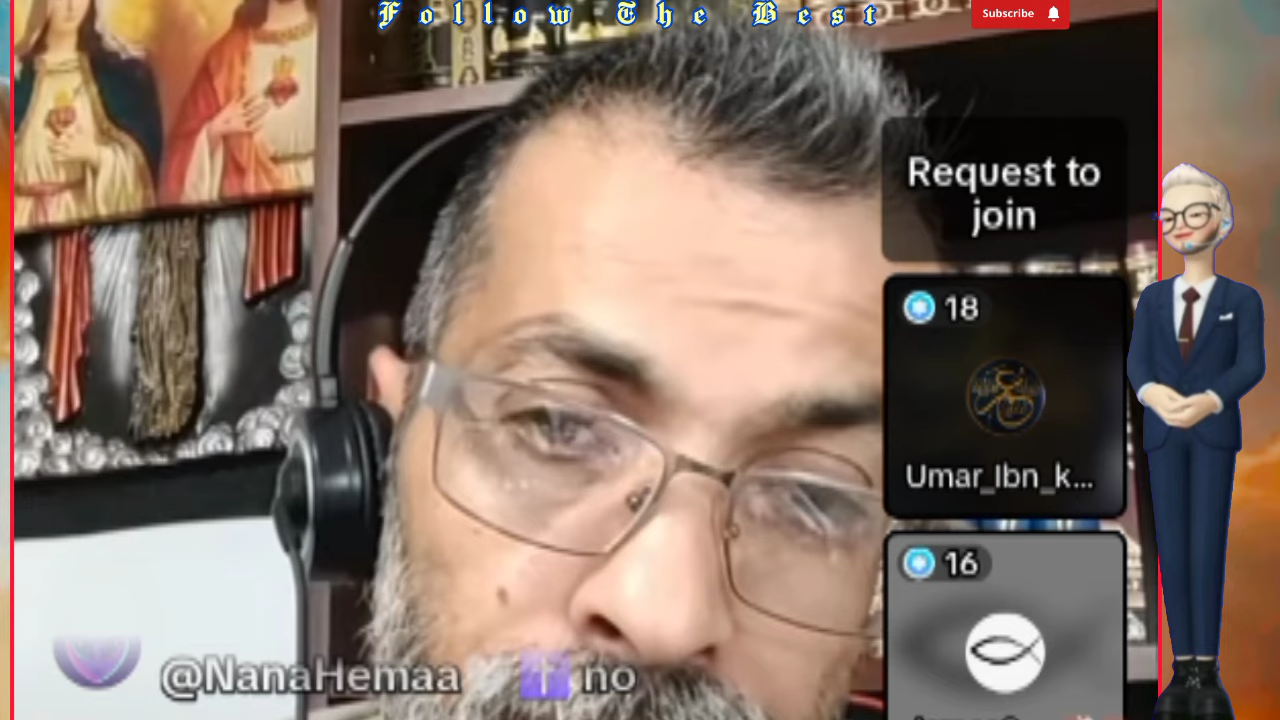 Follow The Best
Subscribe
Request to
join
18
Umar_Ibn_k...
16
@NanaHemaa no